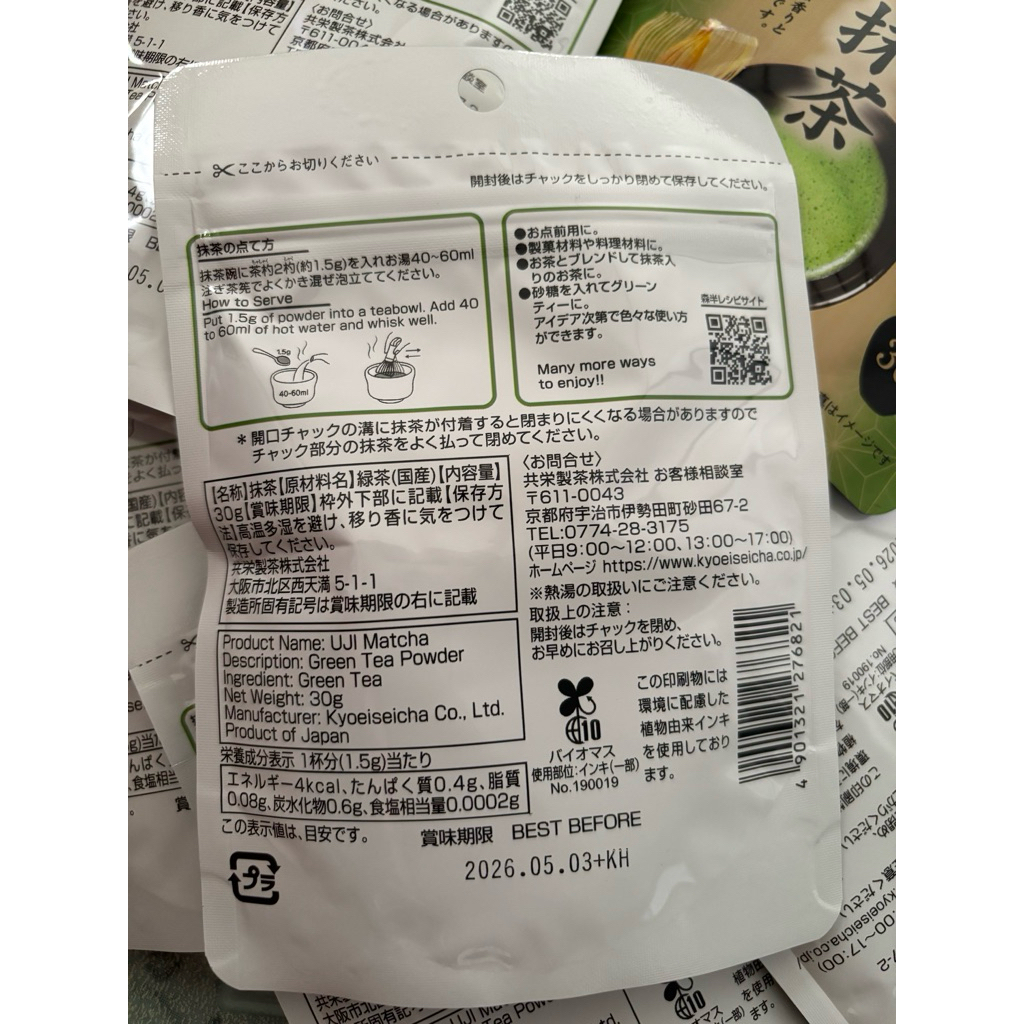 ここからお切りください
開封後はチャックをしっかり閉めて保存してください。
抹茶の点て方
抹茶碗に茶杓2杓(約1.5g)を入れお湯40~60ml
注ぎ茶筅でよくかき混ぜ泡立ててください。
How to Serve
Put 1.5g of powder into a teabowl. Add 40
to 60ml of hot water and whisk well.
1.5g
40-60ml
●お点前用に。
●製菓材料や料理材料に。
●お茶とブレンドして抹茶入
りのお茶に。
●砂糖を入れてグリーン
ティーに。
アイデア次第で色々な使い方
ができます。
Many more ways
to enjoy!!
森半レシピサイト
*開口チャックの溝に抹茶が付着すると閉まりにくくなる場合がありますので
チャック部分の抹茶をよく払って閉めてください。
【名称】抹茶【原材料名】緑茶(国産)【内容量】
30g【賞味期限】枠外下部に記載【保存方
法】高温多湿を避け、移り香に気をつけて
保存してください。
共栄製茶株式会社
大阪市北区西天満5-1-1
製造所固有記号は賞味期限の右に記載
Product Name: UJI Matcha
Description: Green Tea Powder
Ingredient: Green Tea
Net Weight: 30g
Manufacturer: Kyoeiseicha Co., Ltd.
Product of Japan
栄養成分表示 1杯分(1.5g)当たり
エネルギー4kcal、たんぱく質0.4g、脂質
0.08g、炭水化物0.6g、食塩相当量0.0002g
この表示値は、目安です。
プラ
〈お問合せ〉
共栄製茶株式会社 お客様相談室
〒611-0043
京都府宇治市伊勢田町砂田67-2
TEL:0774-28-3175
(平日9:00~12:00、13:00~17:00)
ホームページ https://www.kyoeiseicha.co.jp/
※熱湯の取扱いにご注意ください。
取扱上の注意:
開封後はチャックを閉め、
お早めにお召し上がりください。
10
バイオマス
使用部位:インキ(一部)
No.190019
この印刷物には
環境に配慮した
植物由来インキ
を使用しており
ます。
4 901321 276821
賞味期限 BEST BEFORE
2026.05.03+KH
抹茶